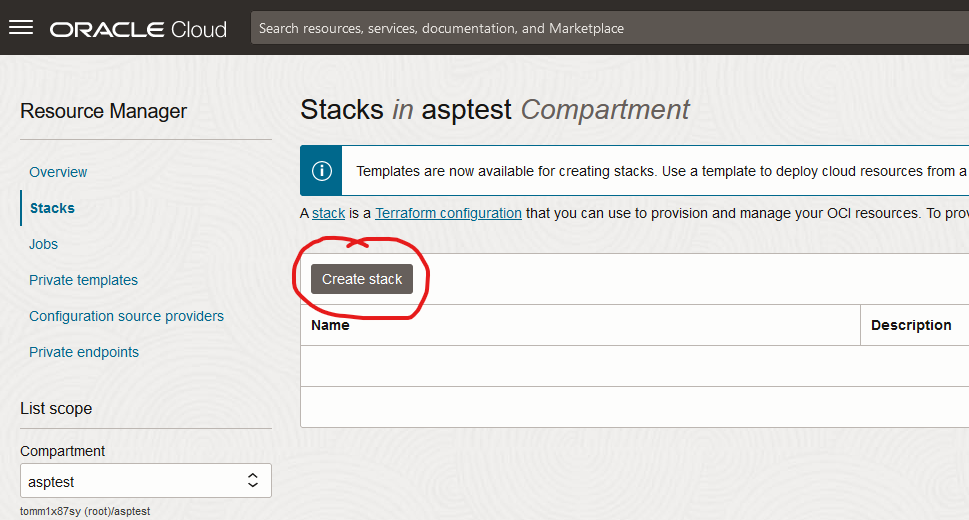 ORACLE Cloud
Search resources, services, documentation, and Marketplace
Resource Manager
Overview
Stacks
Jobs
Private templates
Configuration source providers
Private endpoints
List scope
Compartment
asptest
tomm1x87sy (root)/asptest
Stacks in asptest Compartment
Templates are now available for creating stacks. Use a template to deploy cloud resources from a
A stack is a Terraform configuration that you can use to provision and manage your OCI resources. To prov
Create stack
Name
Description